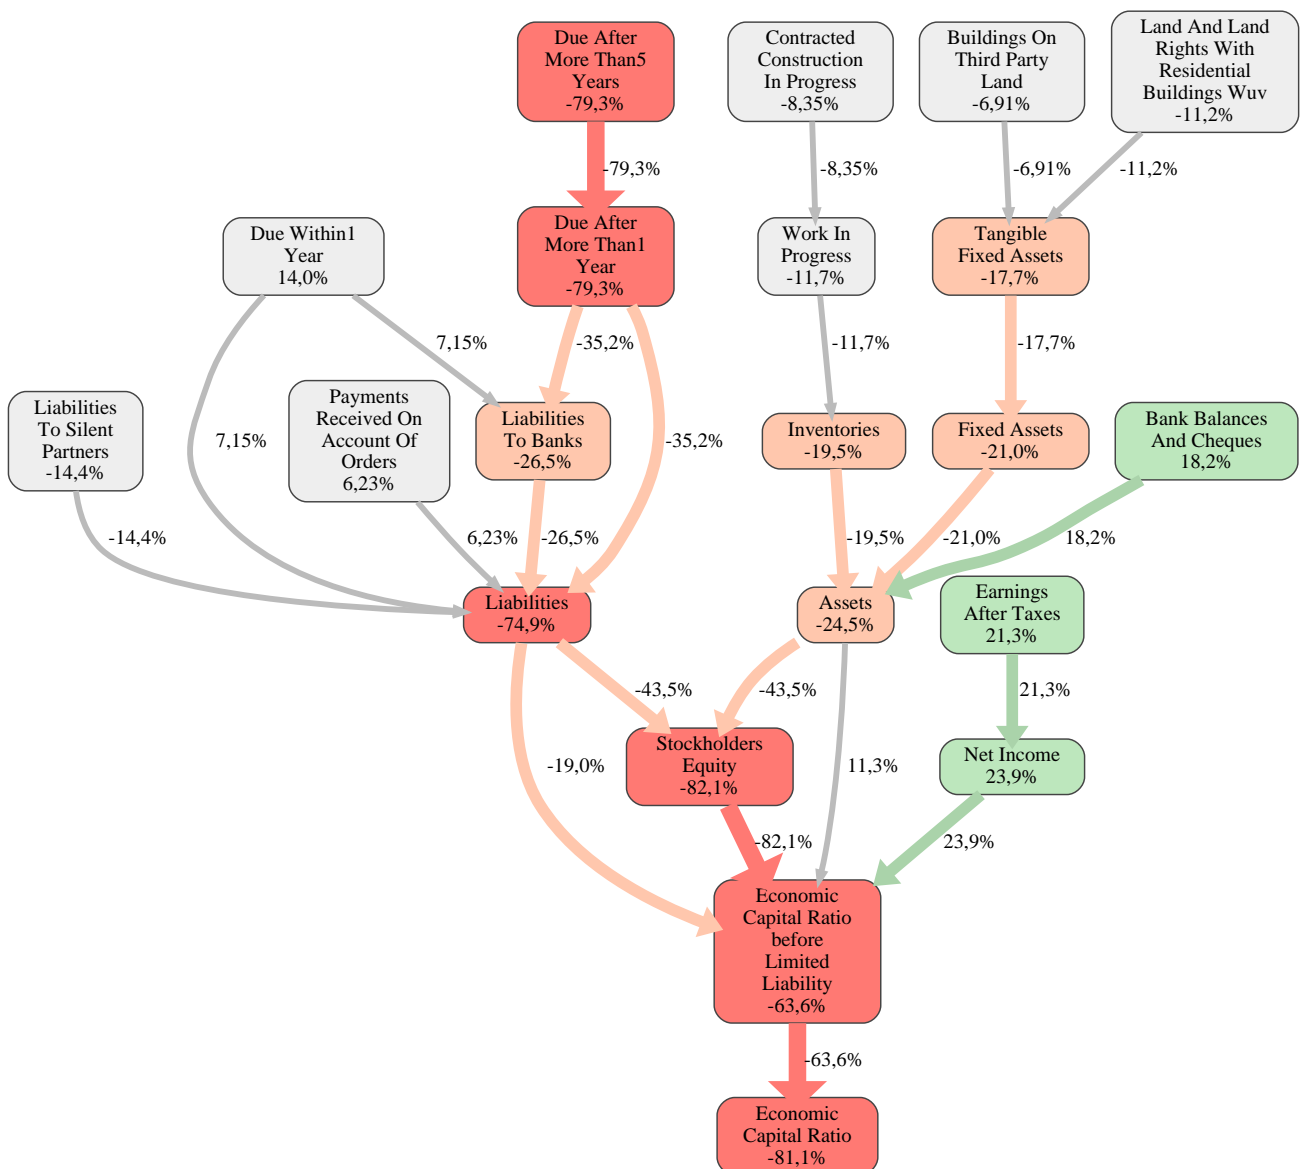 Due After
More Than5
Years
-79,3%
Contracted
Construction
In Progress
-8,35%
Buildings On
Third Party
Land
-6,91%
Land And Land
Rights With
Residential
Buildings Wuv
-11,2%
-79,3%
-8,35%
-6,91%
-11,2%
Due Within1
Year
14,0%
Due After
More Than1
Year
-79,3%
Work In
Progress
-11,7%
Tangible
Fixed Assets
-17,7%
7,15%
-35,2%
-11,7%
-17,7%
Liabilities
To Silent
Partners
-14,4%
7,15%
Payments
Received On
Account Of
Orders
6,23%
Liabilities
To Banks
-26,5%
-35,2%
Inventories
-19,5%
Fixed Assets
-21,0%
Bank Balances
And Cheques
18,2%
-14,4%
6,23%
-26,5%
-19,5%
-21,0%
18,2%
Liabilities
-74,9%
Assets
-24,5%
Earnings
After Taxes
21,3%
-43,5%
-43,5%
21,3%
-19,0%
Stockholders
Equity
-82,1%
11,3%
Net Income
23,9%
-82,1%
23,9%
Economic
Capital Ratio
before
Limited
Liability
-63,6%
-63,6%
Economic
Capital Ratio
-81,1%